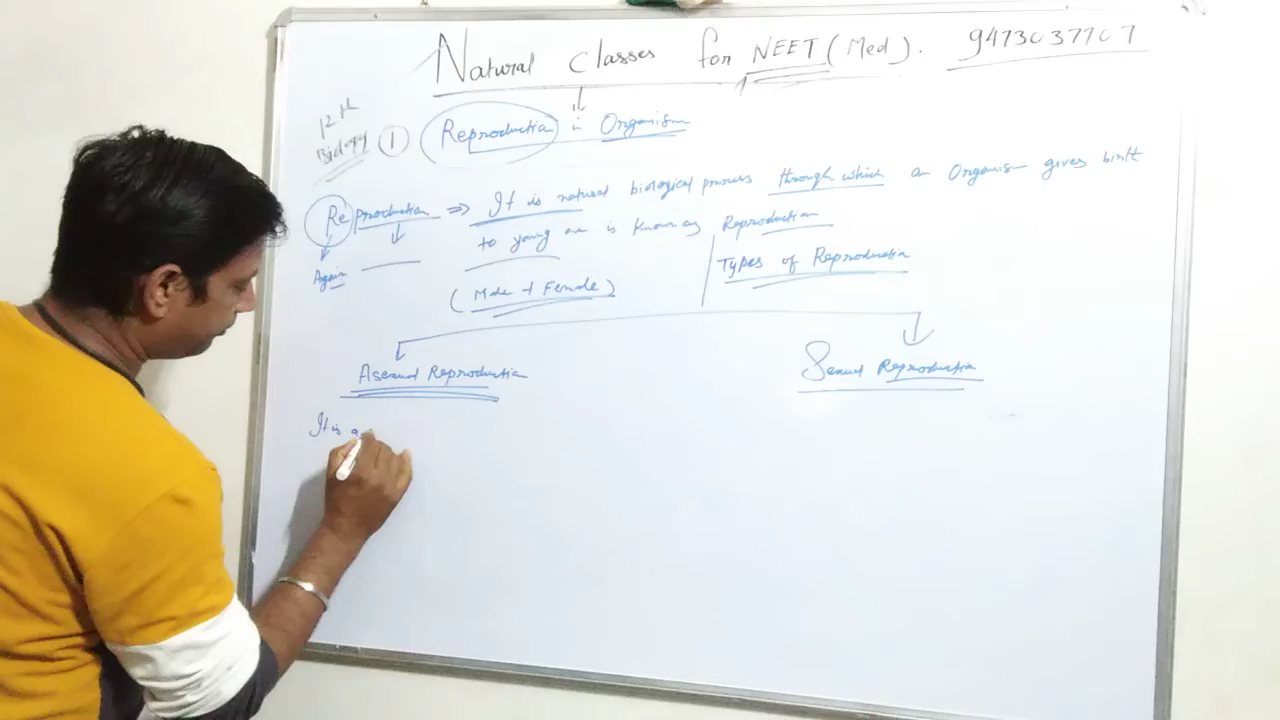 Natural Classes for NEET (Med). 9473037707
12th
Biology ① Reproduction in Organism
Reproduction ⇒ It is natural biological process through which an Organism gives birth
to young one is known as Reproduction
Again
(Male + Female) Types of Reproduction
Asexual Reproduction Sexual Reproduction
It is a